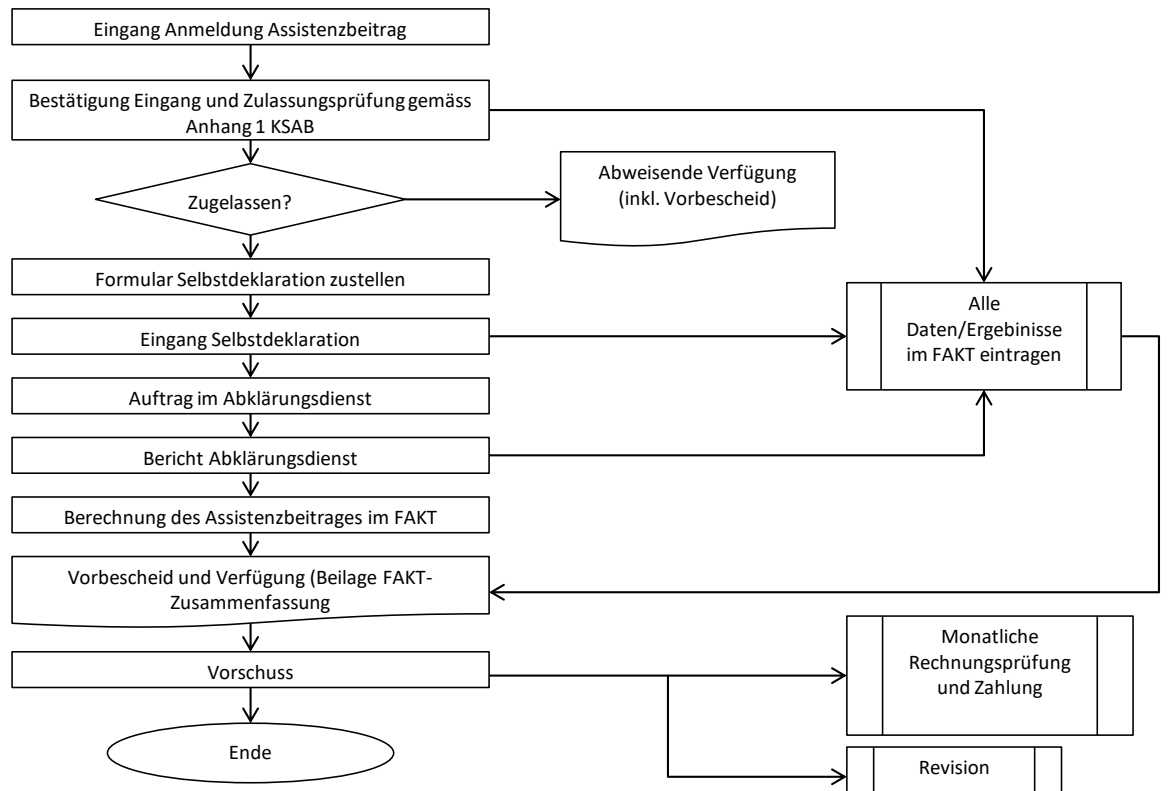 Eingang Anmeldung Assistenzbeitrag
Bestätigung Eingang und Zulassungsprüfung gemäss
Anhang 1 KSAB
Zugelassen?
Abweisende Verfügung
(inkl. Vorbescheid)
Formular Selbstdeklaration zustellen
Eingang Selbstdeklaration
Alle
Daten/Ergebinisse
im FAKT eintragen
Auftrag im Abklärungsdienst
Bericht Abklärungsdienst
Berechnung des Assistenzbeitrages im FAKT
Vorbescheid und Verfügung (Beilage FAKT-
Zusammenfassung
Vorschuss
Monatliche
Rechnungsprüfung
und Zahlung
Ende
Revision